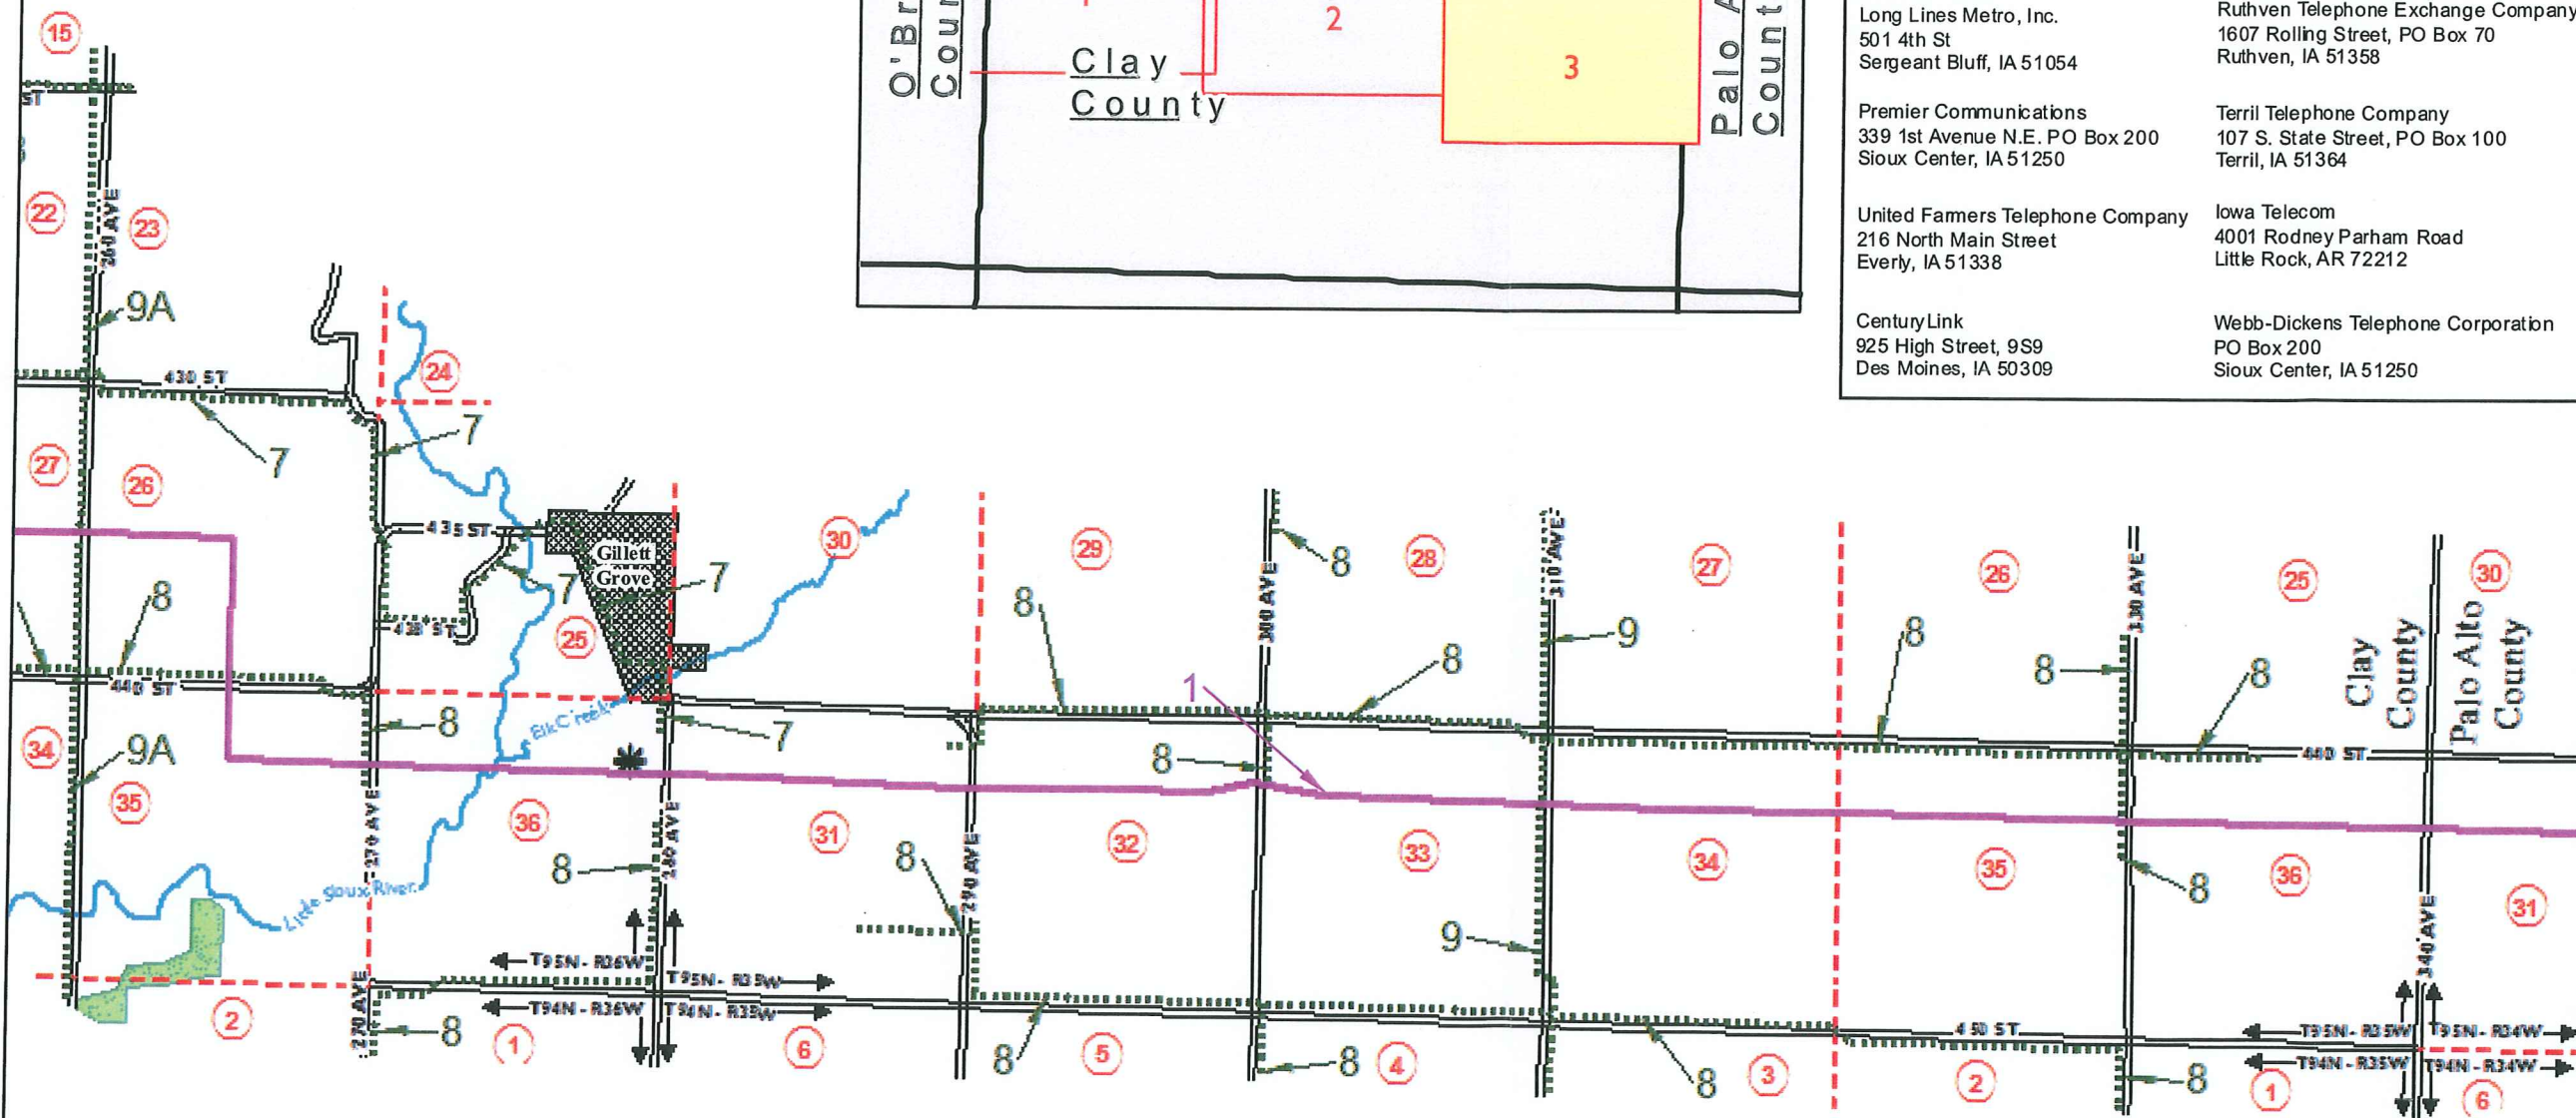 O'Br
Coun
Clay
County
2
3
Palo A
Count
Long Lines Metro, Inc.
501 4th St
Sergeant Bluff, IA 51054
Ruthven Telephone Exchange Company
1607 Rolling Street, PO Box 70
Ruthven, IA 51358
Premier Communications
339 1st Avenue N.E. PO Box 200
Sioux Center, IA 51250
Terril Telephone Company
107 S. State Street, PO Box 100
Terril, IA 51364
United Farmers Telephone Company
216 North Main Street
Everly, IA 51338
Iowa Telecom
4001 Rodney Parham Road
Little Rock, AR 72212
CenturyLink
925 High Street, 9S9
Des Moines, IA 50309
Webb-Dickens Telephone Corporation
PO Box 200
Sioux Center, IA 51250
15
ST
22
260 AVE
23
9A
430 ST
24
7
7
27
26
435 ST
Gillett
Grove
7
7
30
29
8
28
310 AVE
27
26
330 AVE
25
30
8
438 ST
25
8
300 AVE
8
9
8
8
8
Clay
County
Palo Alto
County
440 ST
8
Elk Creek
7
1
8
440 ST
34
9A
35
270 AVE
36
280 AVE
31
32
33
34
35
36
31
8
8
290 AVE
9
8
340 AVE
Little Sioux River
T95N - R36W
T95N - R35W
T94N - R36W
T94N - R35W
270 AVE
2
8
1
6
8
5
8
4
8
3
450 ST
2
8
T95N - R35W
T95N - R34W
T94N - R35W
T94N - R34W
1
6